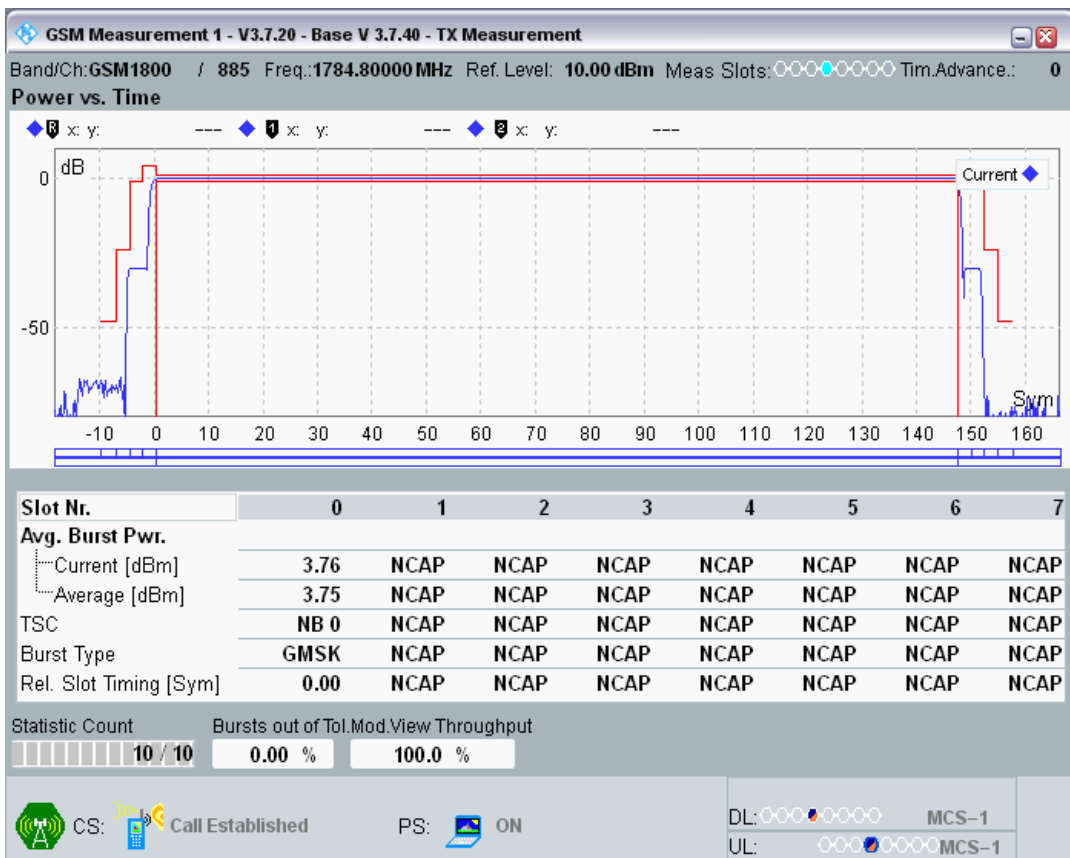 GSM Measurement 1 - V3.7.20 - Base V 3.7.40 - TX Measurement
Band/Ch:GSM1800 / 885 Freq.:1784.80000 MHz Ref. Level: 10.00 dBm Meas Slots: Tim.Advance.: 0
Power vs. Time
R x: y: --- 1 x: y: --- 2 x: y: ---
dB
Current
0
-50
Sym
-10 0 10 20 30 40 50 60 70 80 90 100 110 120 130 140 150 160
Slot Nr. 0 1 2 3 4 5 6 7
Avg. Burst Pwr.
Current [dBm] 3.76 NCAP NCAP NCAP NCAP NCAP NCAP NCAP
Average [dBm] 3.75 NCAP NCAP NCAP NCAP NCAP NCAP NCAP
TSC NB 0 NCAP NCAP NCAP NCAP NCAP NCAP NCAP
Burst Type GMSK NCAP NCAP NCAP NCAP NCAP NCAP NCAP
Rel. Slot Timing [Sym] 0.00 NCAP NCAP NCAP NCAP NCAP NCAP NCAP
Statistic Count Bursts out of Tol.Mod.View Throughput
10 / 10 0.00 % 100.0 %
CS: Call Established PS: ON
DL: MCS-1
UL: MCS-1